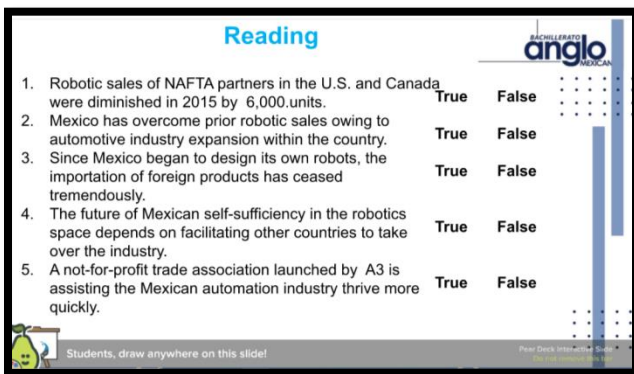 Reading
BACHILLERATO
anglo
MEXICAN
1. Robotic sales of NAFTA partners in the U.S. and Canada
were diminished in 2015 by 6,000.units.
True False
2. Mexico has overcome prior robotic sales owing to
automotive industry expansion within the country.
True False
3. Since Mexico began to design its own robots, the
importation of foreign products has ceased
tremendously.
True False
4. The future of Mexican self-sufficiency in the robotics
space depends on facilitating other countries to take
over the industry.
True False
5. A not-for-profit trade association launched by A3 is
assisting the Mexican automation industry thrive more
quickly.
True False
Students, draw anywhere on this slide!
Pear Deck Interactive Slide
Do not remove this bar